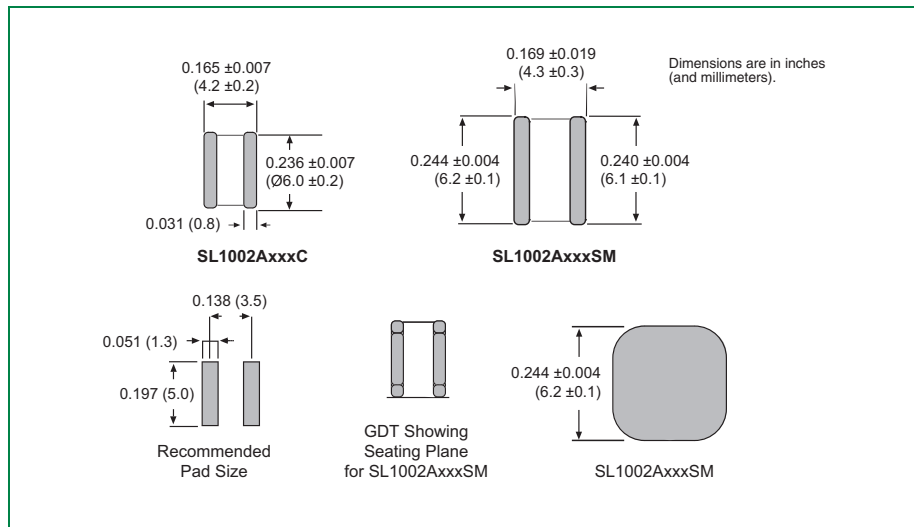 0.165 ±0.007
(4.2 ±0.2)
0.236 ±0.007
(Ø6.0 ±0.2)
0.031 (0.8)
SL1002AxxxC
0.169 ±0.019
(4.3 ±0.3)
Dimensions are in inches
(and millimeters).
0.244 ±0.004
(6.2 ±0.1)
0.240 ±0.004
(6.1 ±0.1)
SL1002AxxxSM
0.138 (3.5)
0.051 (1.3)
0.197 (5.0)
Recommended
Pad Size
GDT Showing
Seating Plane
for SL1002AxxxSM
0.244 ±0.004
(6.2 ±0.1)
SL1002AxxxSM